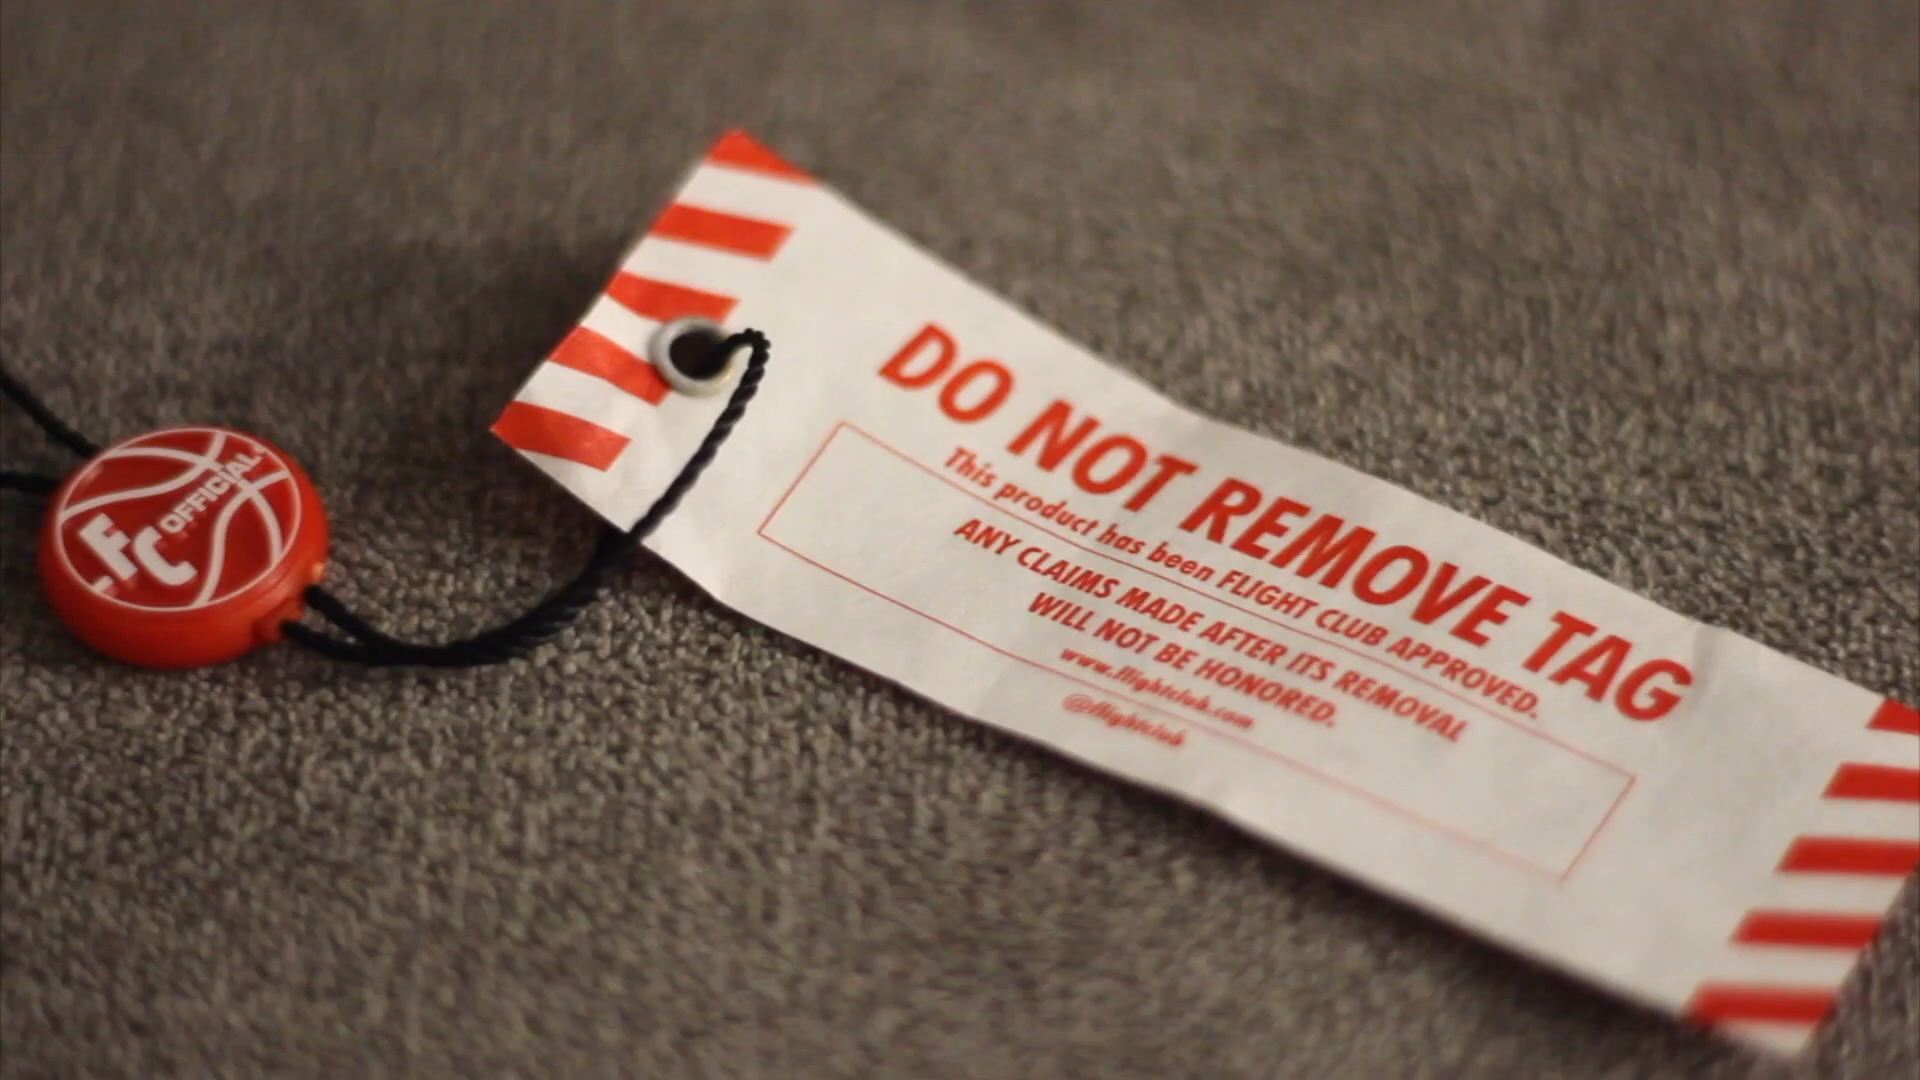 FC OFFICIAL
DO NOT REMOVE TAG
This product has been FLIGHT CLUB APPROVED.
ANY CLAIMS MADE AFTER ITS REMOVAL
WILL NOT BE HONORED.
www.flightclub.com
@flightclub